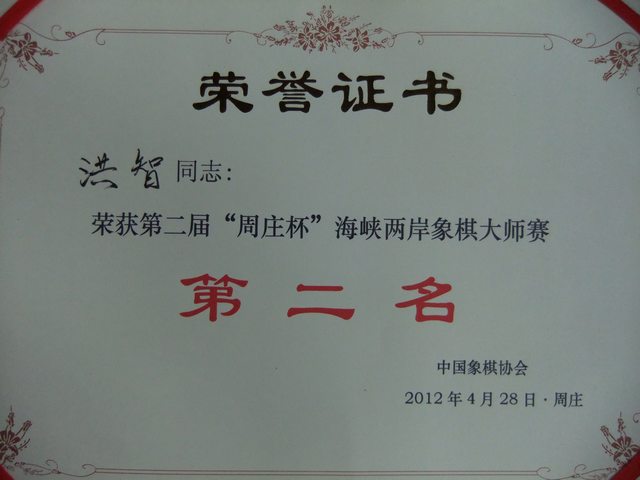 荣誉证书
洪智同志：
荣获第二届“周庄杯”海峡两岸象棋大师赛
第二名
中国象棋协会
2012年4月28日·周庄